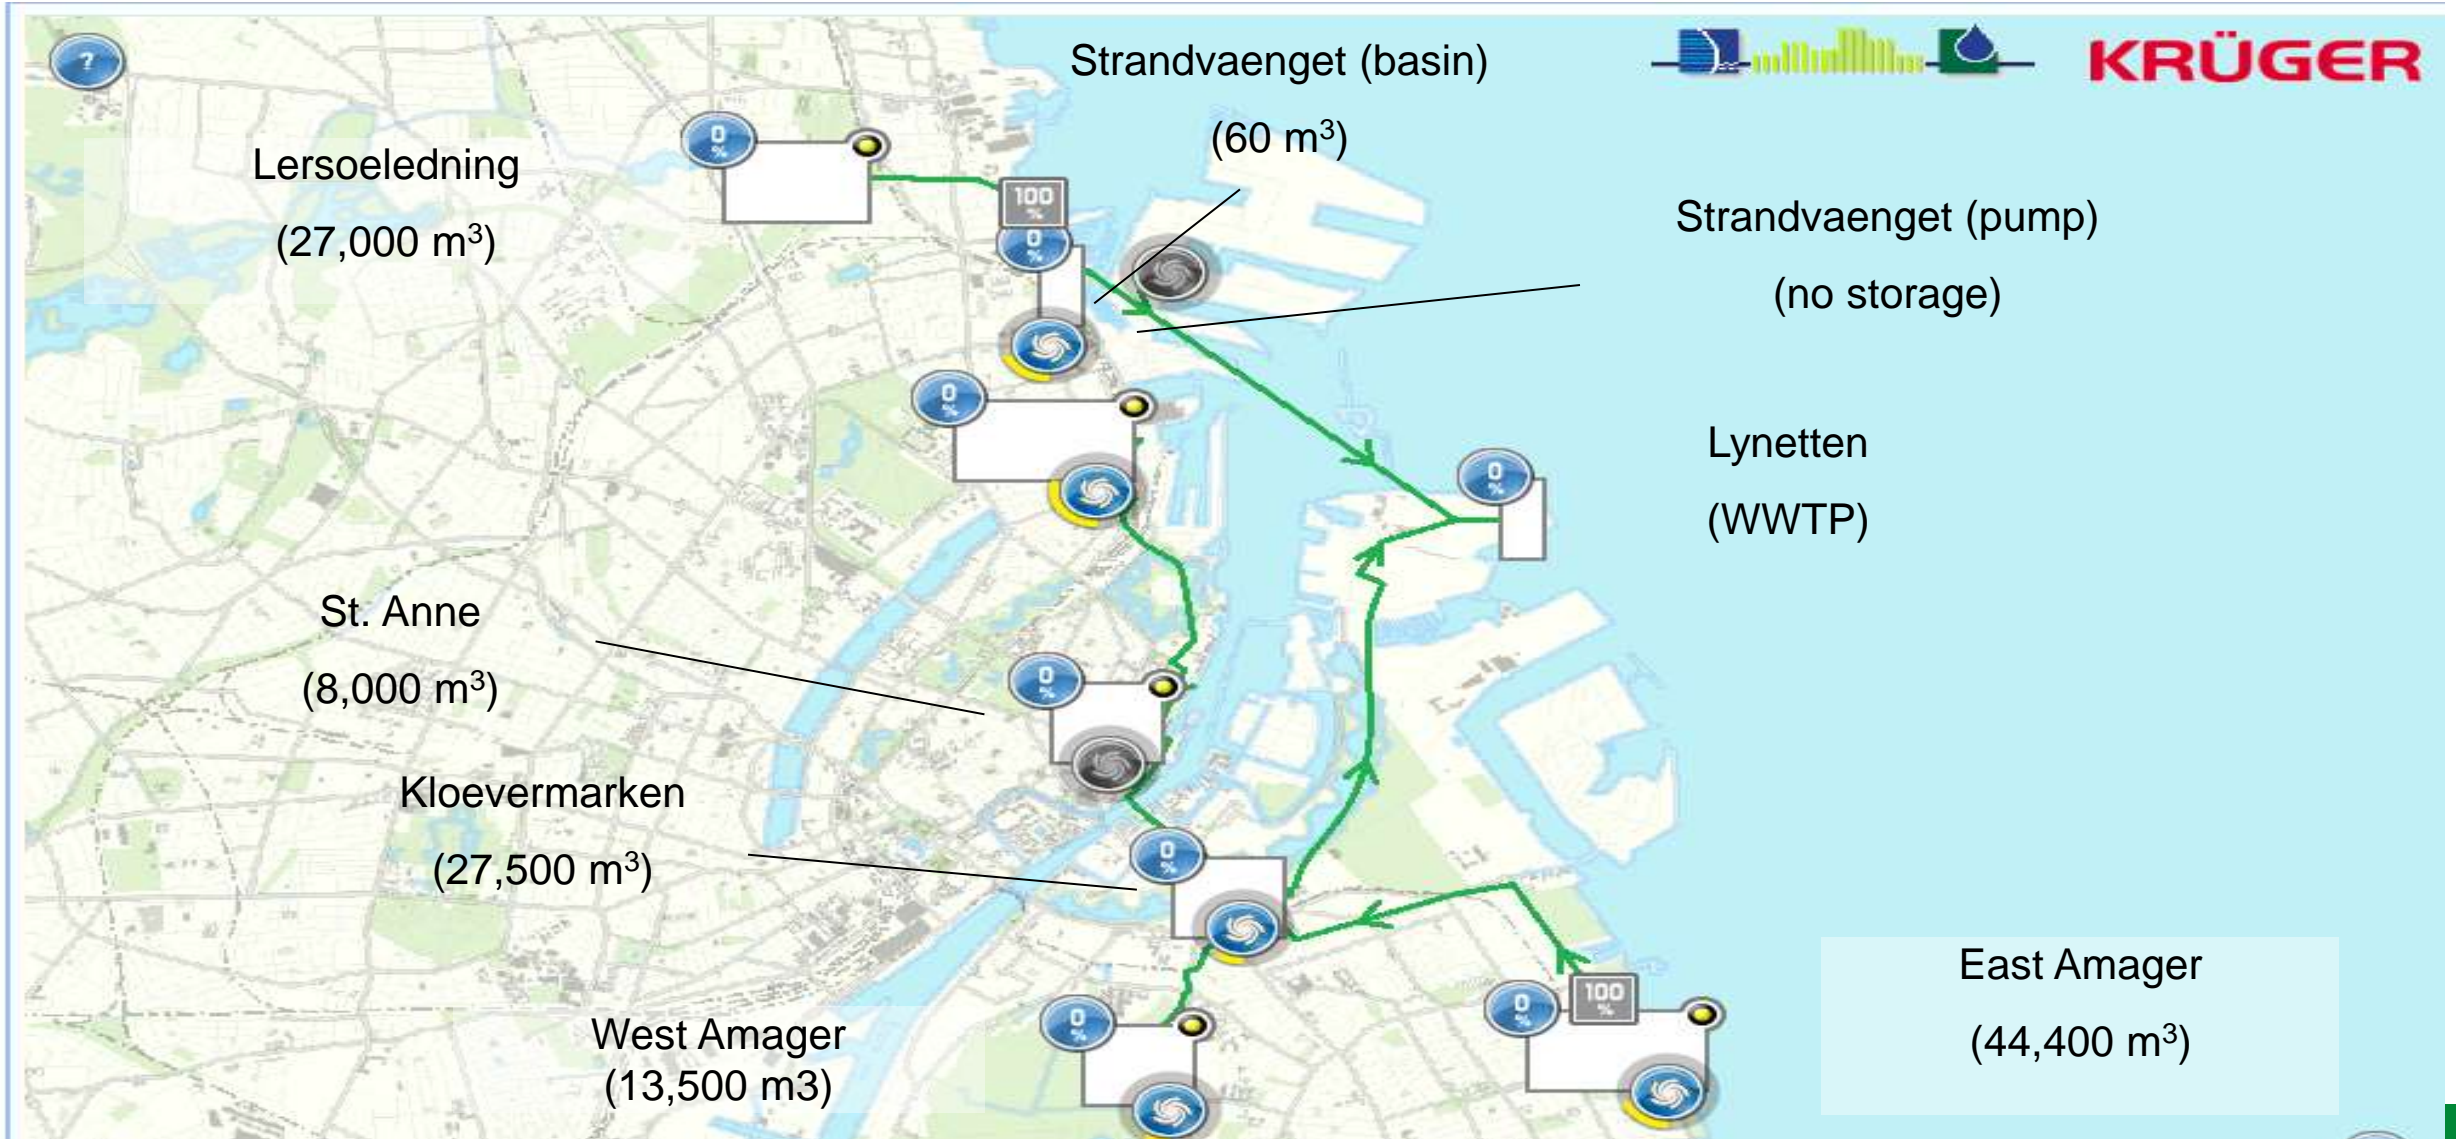 Strandvaenget (basin)
(60 m³)
KRÜGER
?
0
%
Lersoeledning
(27,000 m³)
100
%
0
%
Strandvaenget (pump)
(no storage)
0
%
Lynetten
(WWTP)
0
%
St. Anne
(8,000 m³)
0
%
Kloevermarken
(27,500 m³)
0
%
East Amager
(44,400 m³)
100
%
0
%
West Amager
(13,500 m3)
0
%